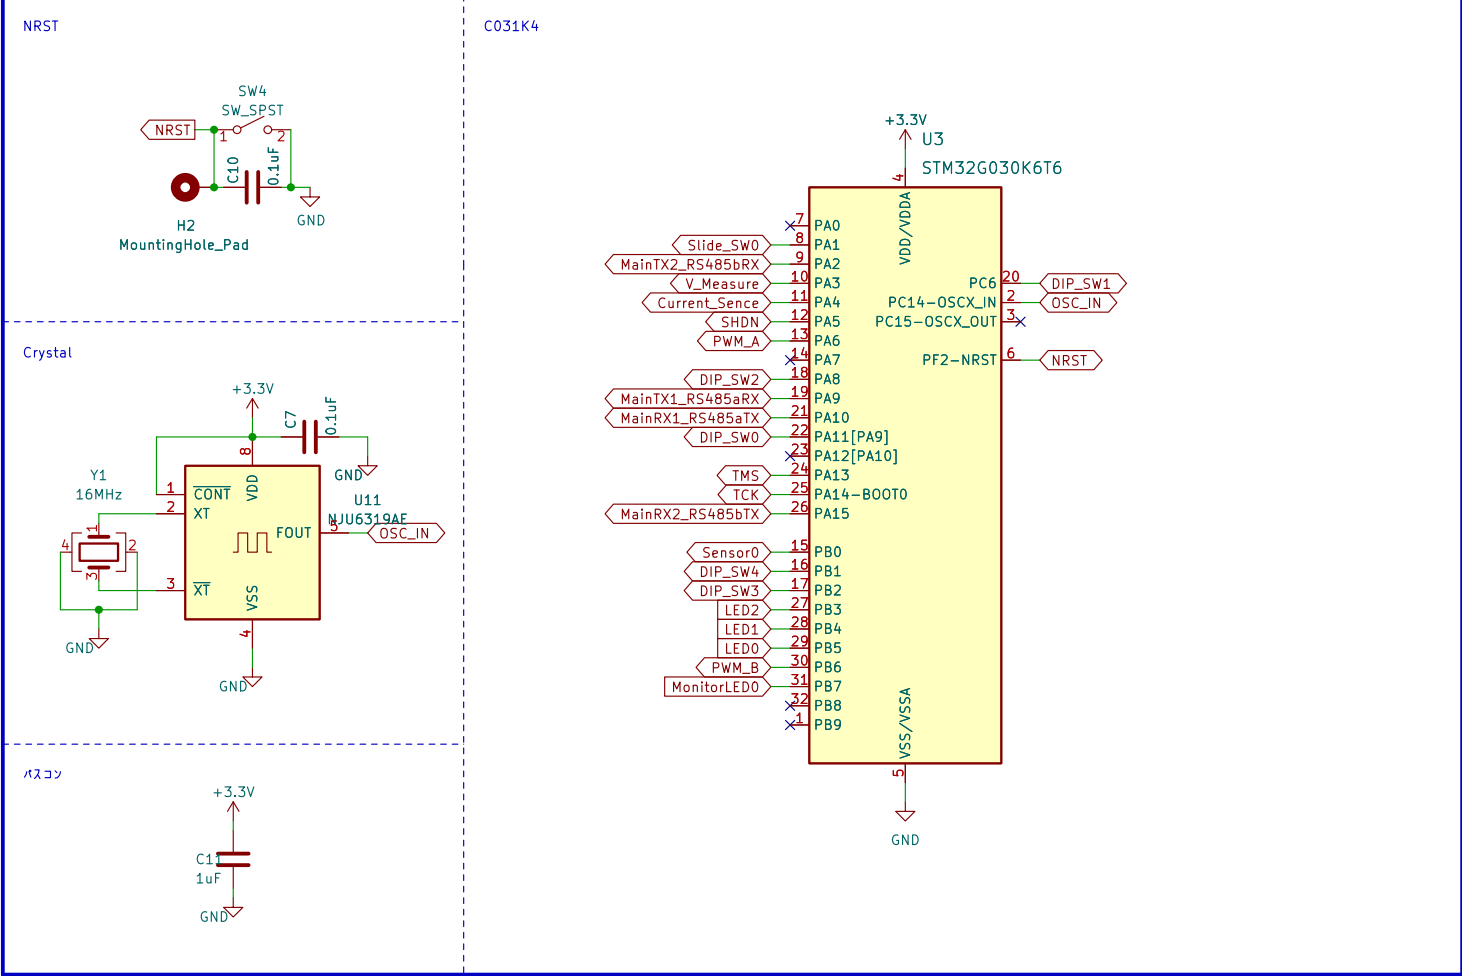 NRST
SW4
SW_SPST
NRST
1
2
C10
0.1uF
GND
H2
MountingHole_Pad
Crystal
+3.3V
C7
0.1uF
GND
8
Y1
16MHz
1
2
3
4
1
CONT
2
XT
3
XT
VDD
VSS
4
FOUT
5
U11
NJU6319AE
OSC_IN
GND
GND
パスコン
+3.3V
C11
1uF
GND
C031K4
+3.3V
U3
STM32G030K6T6
4
VDD/VDDA
7 PA0
Slide_SW0 8 PA1
MainTX2_RS485bRX 9 PA2
V_Measure 10 PA3
Current_Sence 11 PA4
SHDN 12 PA5
PWM_A 13 PA6
14 PA7
DIP_SW2 18 PA8
MainTX1_RS485aRX 19 PA9
MainRX1_RS485aTX 21 PA10
DIP_SW0 22 PA11[PA9]
23 PA12[PA10]
TMS 24 PA13
TCK 25 PA14-BOOT0
MainRX2_RS485bTX 26 PA15
Sensor0 15 PB0
DIP_SW4 16 PB1
DIP_SW3 17 PB2
LED2 27 PB3
LED1 28 PB4
LED0 29 PB5
PWM_B 30 PB6
MonitorLED0 31 PB7
32 PB8
1 PB9
PC6 20 DIP_SW1
PC14-OSCX_IN 2 OSC_IN
PC15-OSCX_OUT 3
PF2-NRST 6 NRST
VSS/VSSA
5
GND